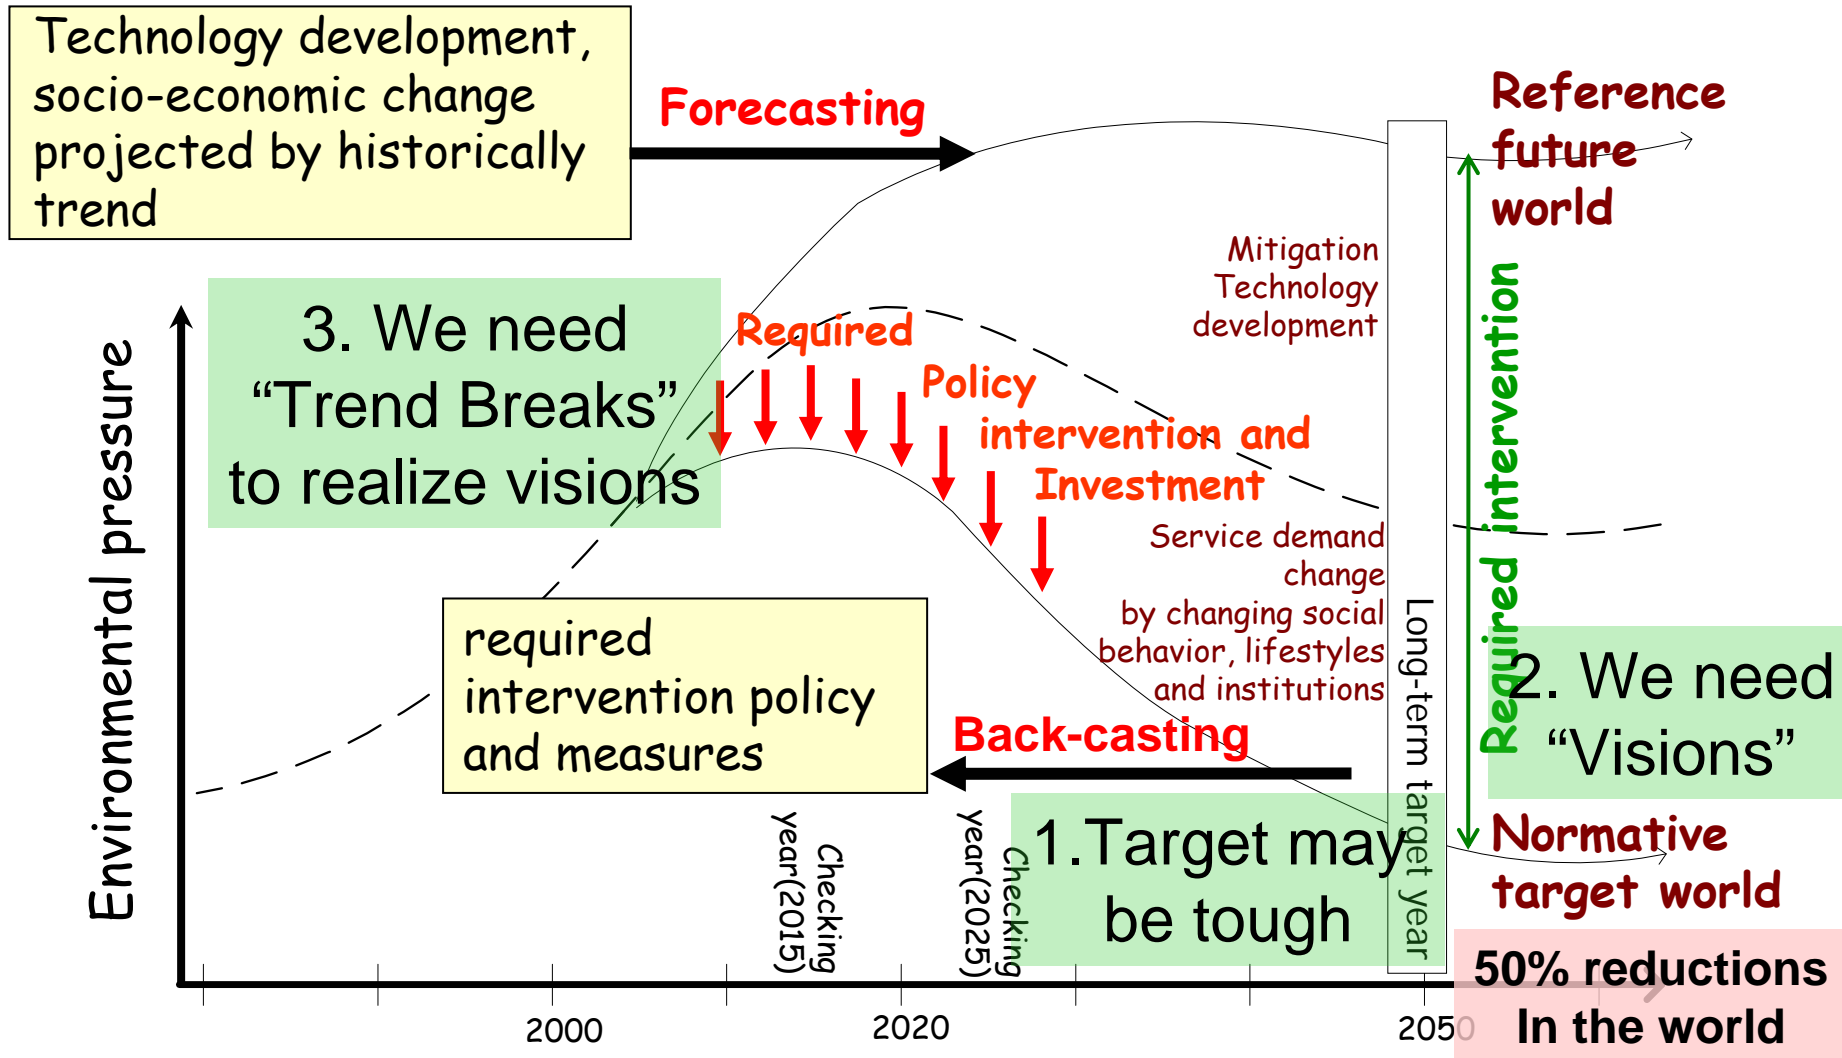 Technology development,
socio-economic change
projected by historically
trend
Forecasting
Reference
future
world
Mitigation
Technology
development
3. We need
“Trend Breaks”
to realize visions
Required
Policy
intervention and
Investment
Environmental pressure
Service demand
change
by changing social
behavior, lifestyles
and institutions
Required intervention
Long-term target year
required
intervention policy
and measures
Back-casting
2. We need
“Visions”
Checking
year(2015)
Checking
year(2025)
1.Target may
be tough
Normative
target world
50% reductions
In the world
2000
2020
2050